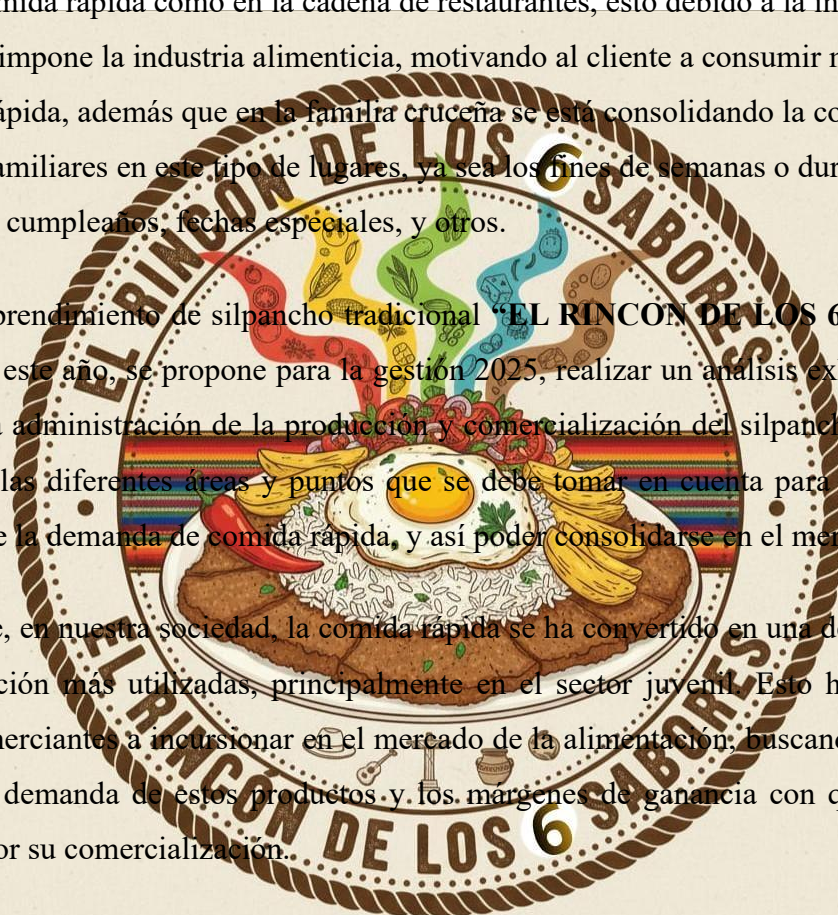 mida rápida como en la cadena de restaurantes, esto debido a la in
impone la industria alimenticia, motivando al cliente a consumir
ápida, además que en la familia cruceña se está consolidando la co
amiliares en este tipo de lugares, ya sea los fines de semanas o dur
cumpleaños, fechas especiales, y otros.
prendimiento de silpancho tradicional “EL RINCON DE LOS 6
este año, se propone para la gestión 2025, realizar un análisis ex
administración de la producción y comercialización del silpanch
las diferentes áreas y puntos que se debe tomar en cuenta para
e la demanda de comida rápida, y así poder consolidarse en el mer
e, en nuestra sociedad, la comida rápida se ha convertido en una de
ción más utilizadas, principalmente en el sector juvenil. Esto h
merciantes a incursionar en el mercado de la alimentación, buscand
demanda de estos productos y los márgenes de ganancia con q
or su comercialización.
EL RINCÓN DE LOS 6 SABORES
EL RINCÓN DE LOS 6 SABORES